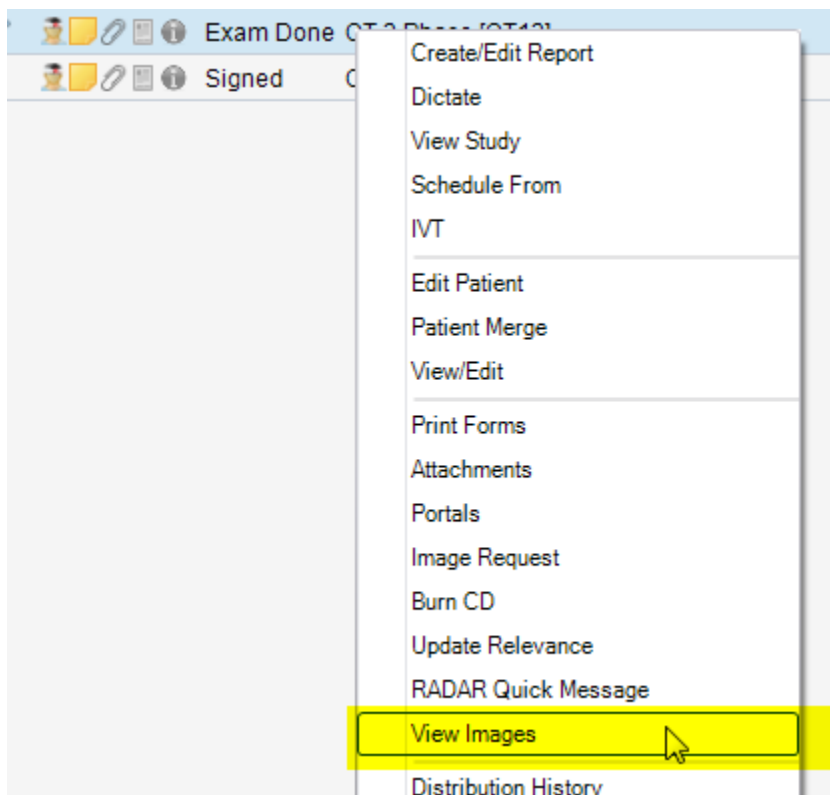 Exam Done
Create/Edit Report
Signed
Dictate
View Study
Schedule From
IVT
Edit Patient
Patient Merge
View/Edit
Print Forms
Attachments
Portals
Image Request
Burn CD
Update Relevance
RADAR Quick Message
View Images
Distribution History